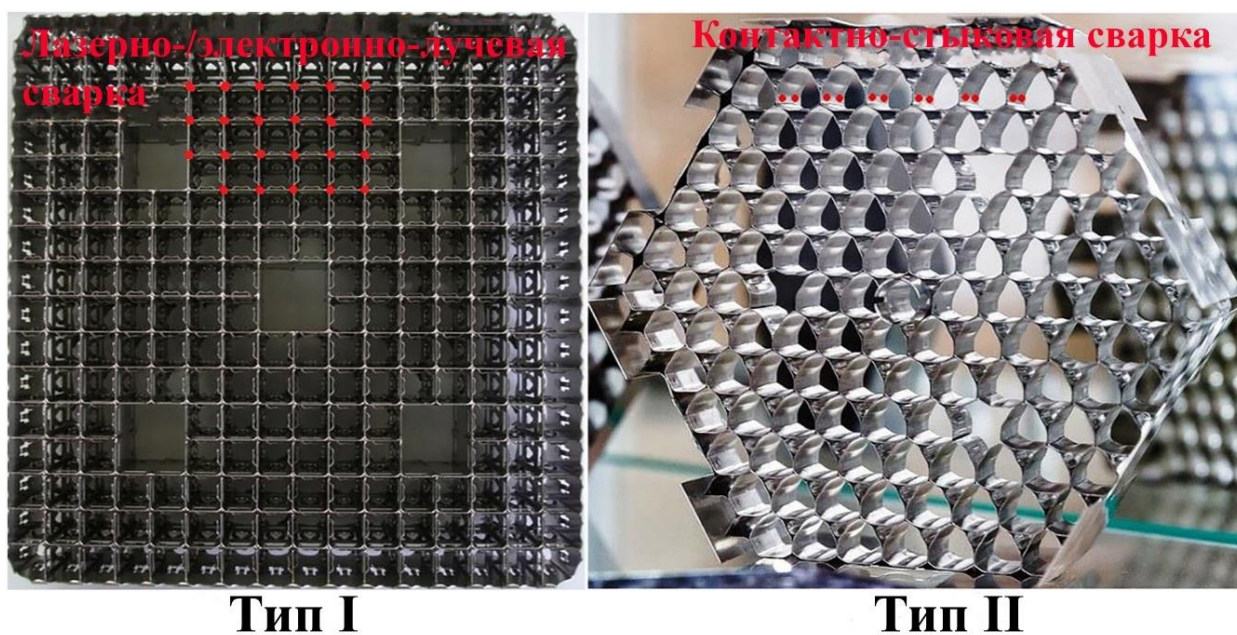 Лазерно-/электронно-лучевая
сварка
Контактно-стыковая сварка
Тип I
Тип II